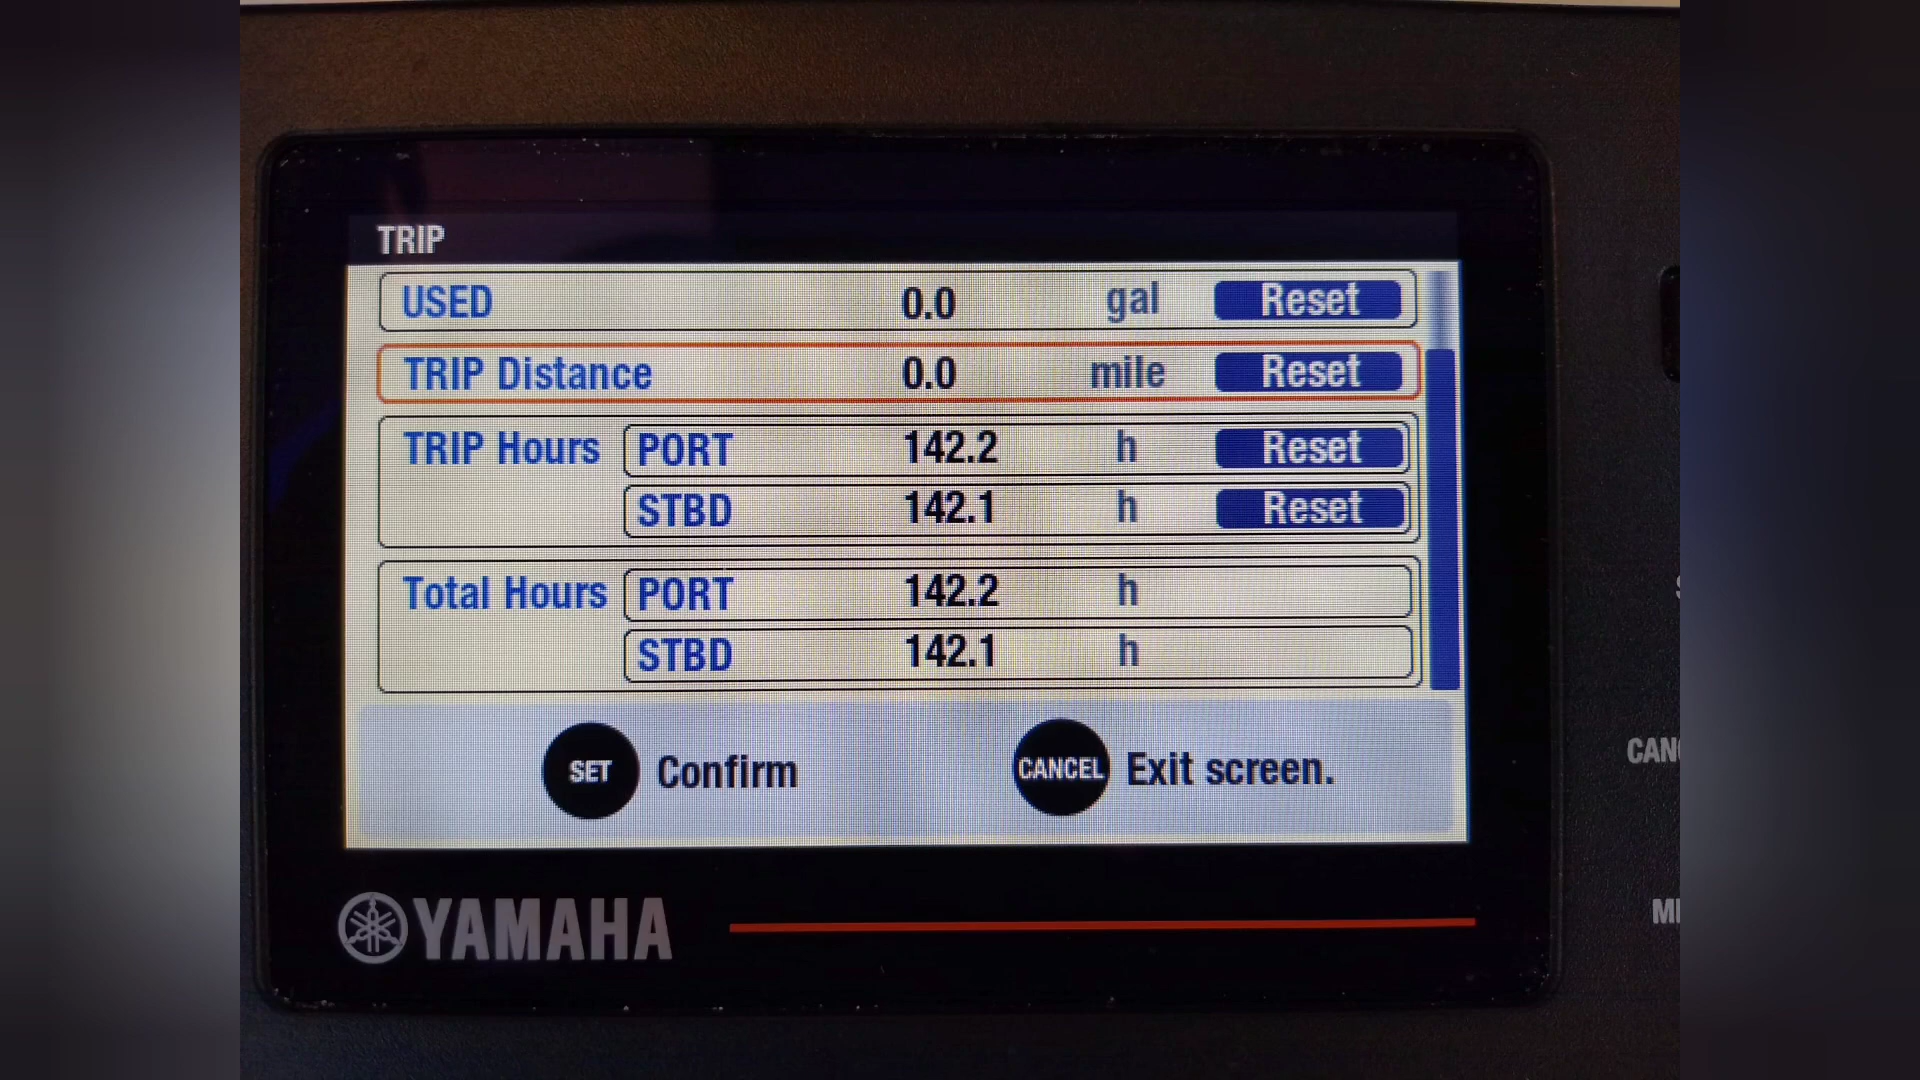 TRIP
USED 0.0 gal Reset
TRIP Distance 0.0 mile Reset
TRIP Hours PORT 142.2 h Reset
STBD 142.1 h Reset
Total Hours PORT 142.2 h
STBD 142.1 h
SET Confirm CANCEL Exit screen.
YAMAHA